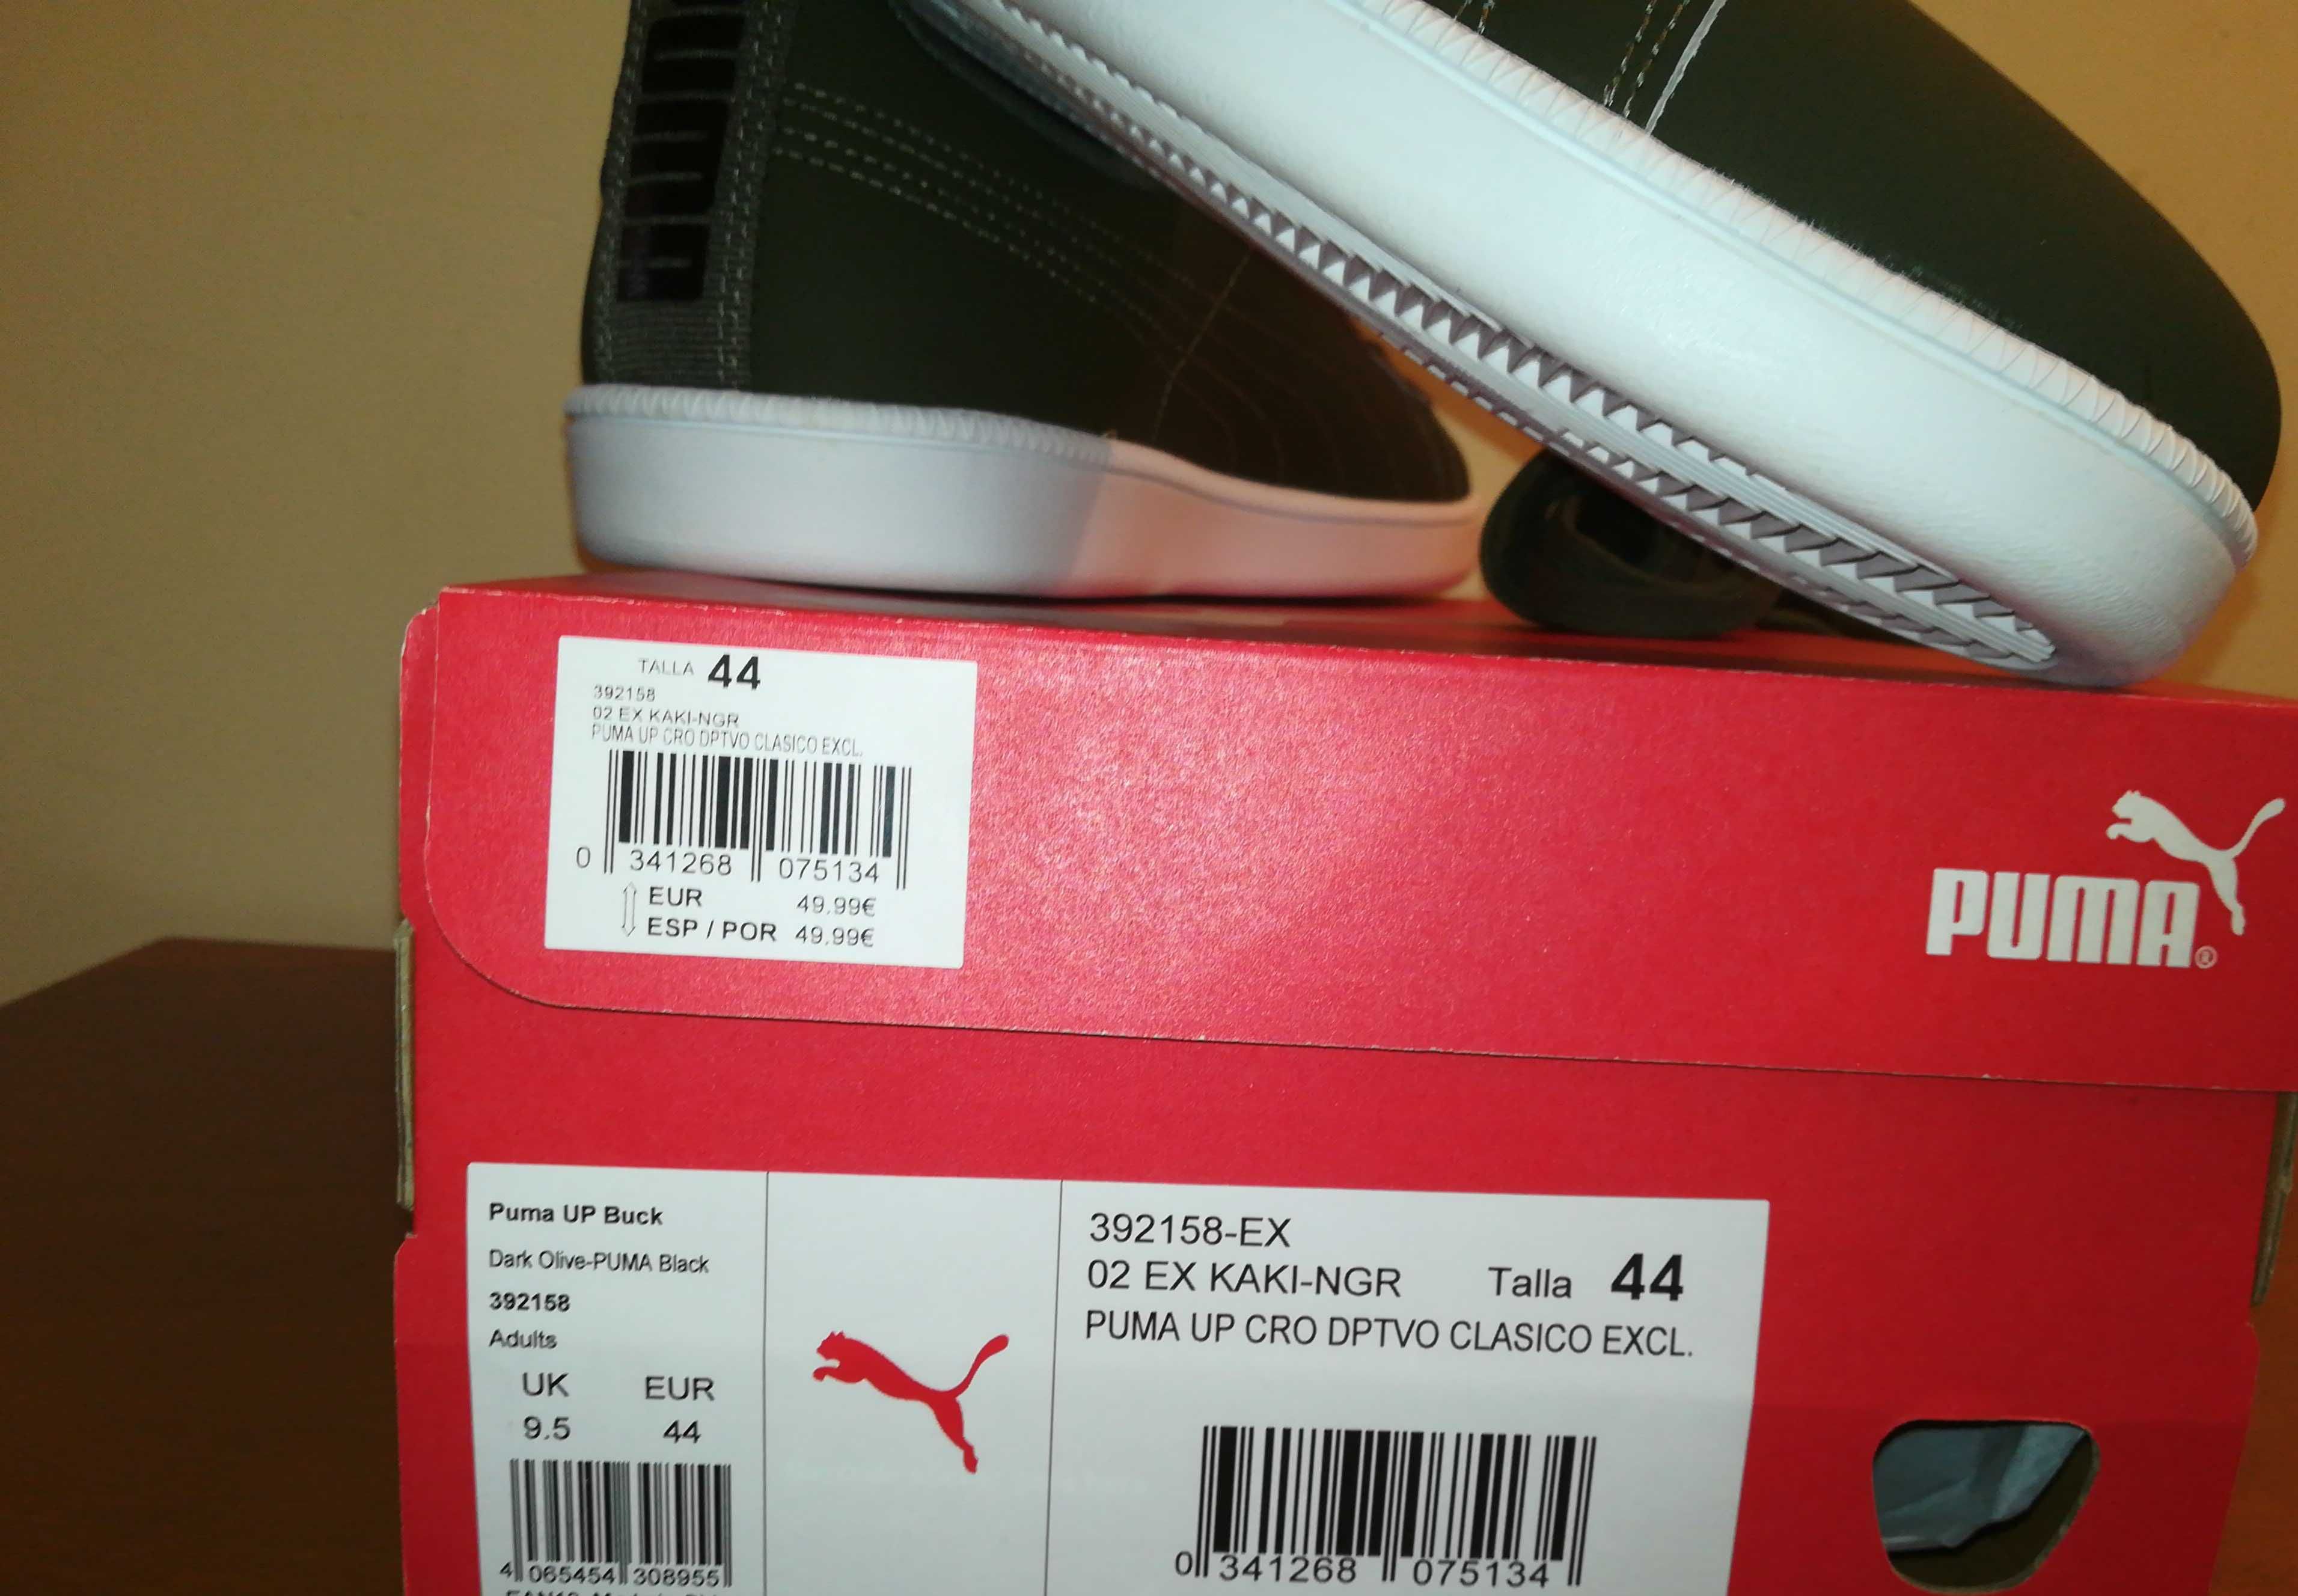 TALLA 44
392158
02 EX KAKI-NGR
PUMA UP CRO DPTVO CLASICO EXCL.
0 341268 075134
EUR 49.99€
ESP / POR 49.99€
PUMA®
Puma UP Buck
Dark Olive-PUMA Black
392158
Adults
UK EUR
9.5 44
4 065454 308955
392158-EX
02 EX KAKI-NGR Talla 44
PUMA UP CRO DPTVO CLASICO EXCL.
0 341268 075134